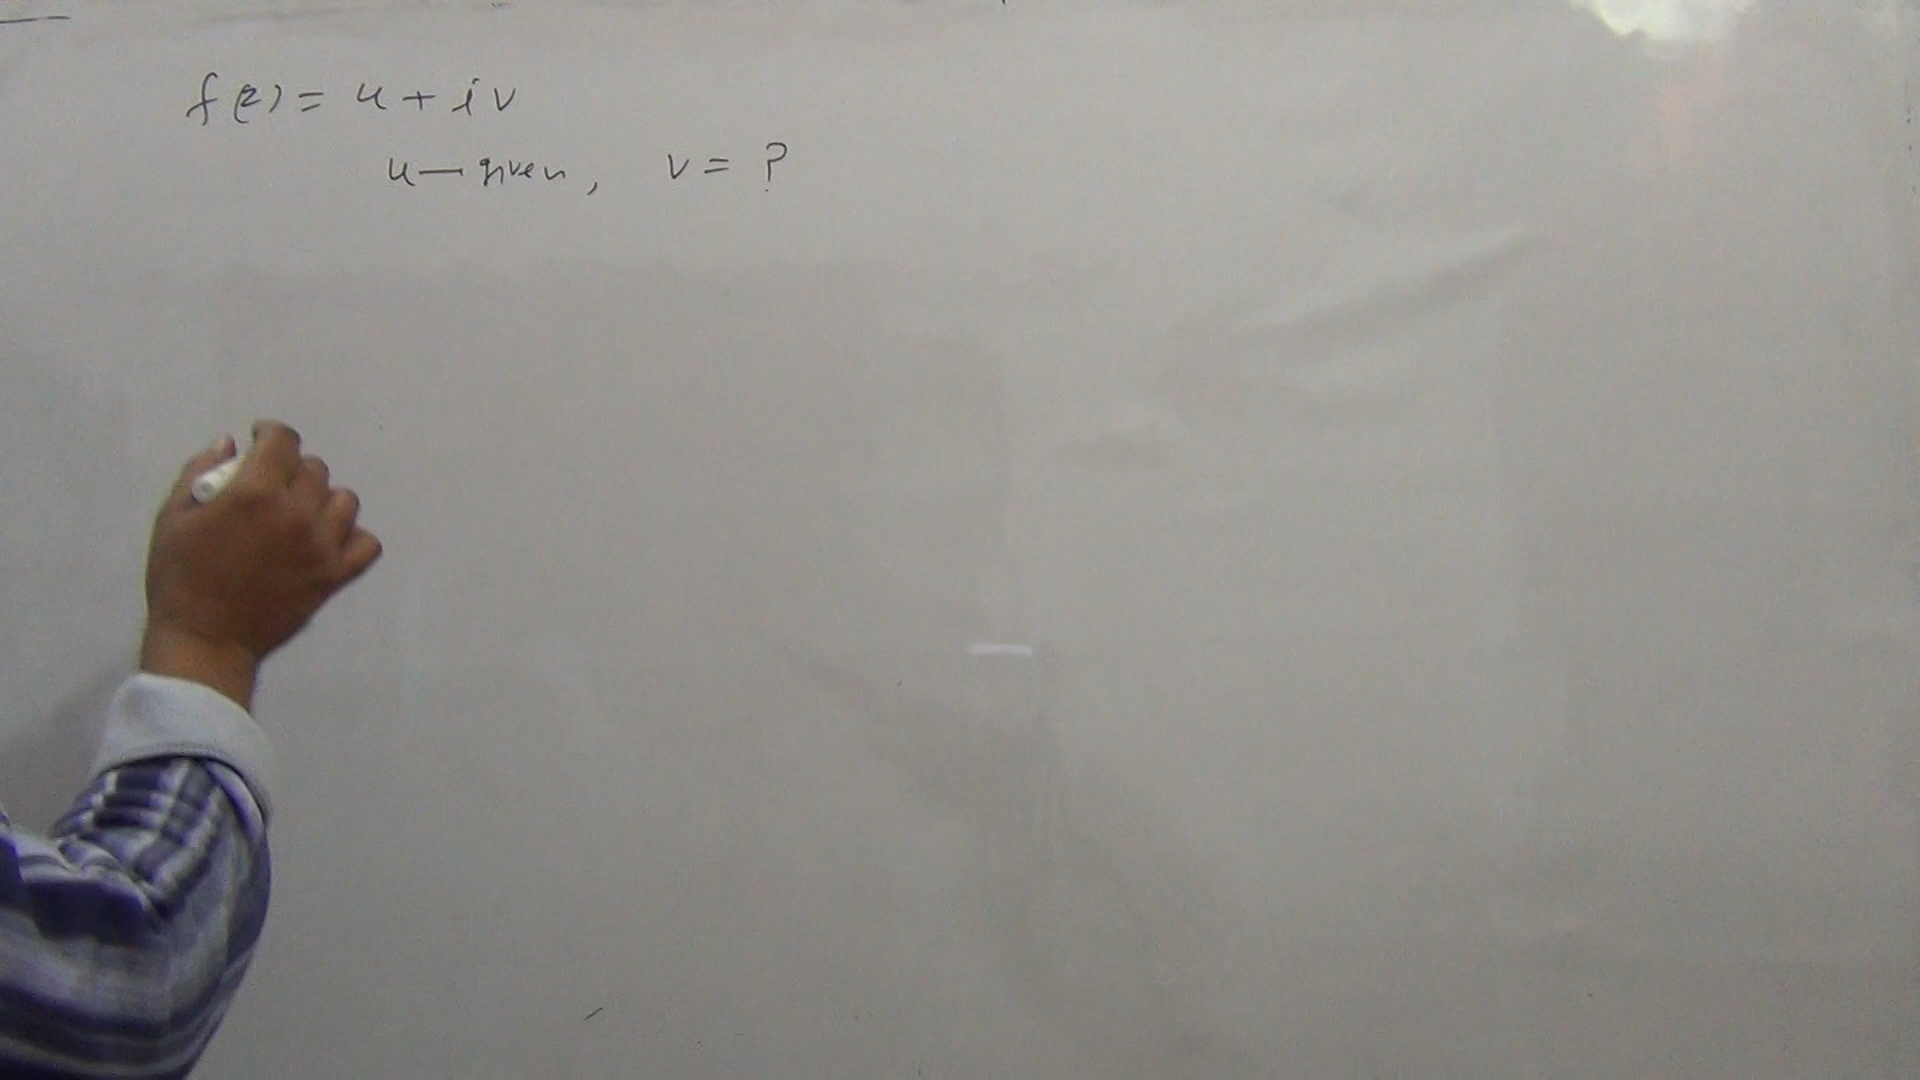 f(z) = u + iv
u — given, v = ?